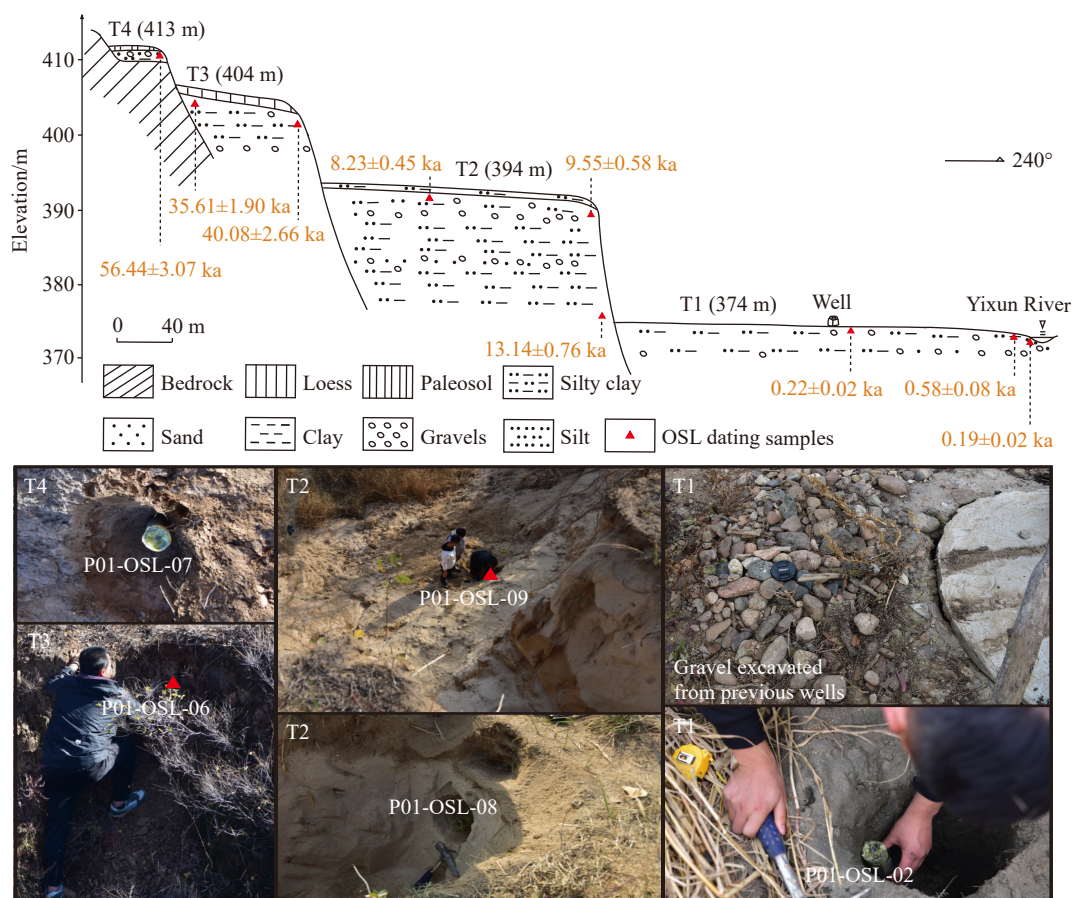 T4 (413 m)
410
T3 (404 m)
400
8.23±0.45 ka
9.55±0.58 ka
T2 (394 m)
240°
390
35.61±1.90 ka
40.08±2.66 ka
Elevation/m
56.44±3.07 ka
380
T1 (374 m)
Well
Yixun River
0
40 m
13.14±0.76 ka
370
0.22±0.02 ka
0.58±0.08 ka
Bedrock
Loess
Paleosol
Silty clay
0.19±0.02 ka
Sand
Clay
Gravels
Silt
OSL dating samples
T4
P01-OSL-07
T2
P01-OSL-09
T1
Gravel excavated
from previous wells
T3
P01-OSL-06
T2
P01-OSL-08
T1
P01-OSL-02